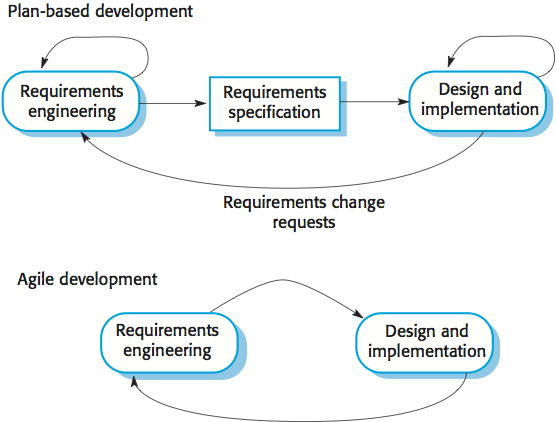 Plan-based development
Requirements
engineering
Requirements
specification
Design and
implementation
Requirements change
requests
Agile development
Requirements
engineering
Design and
implementation